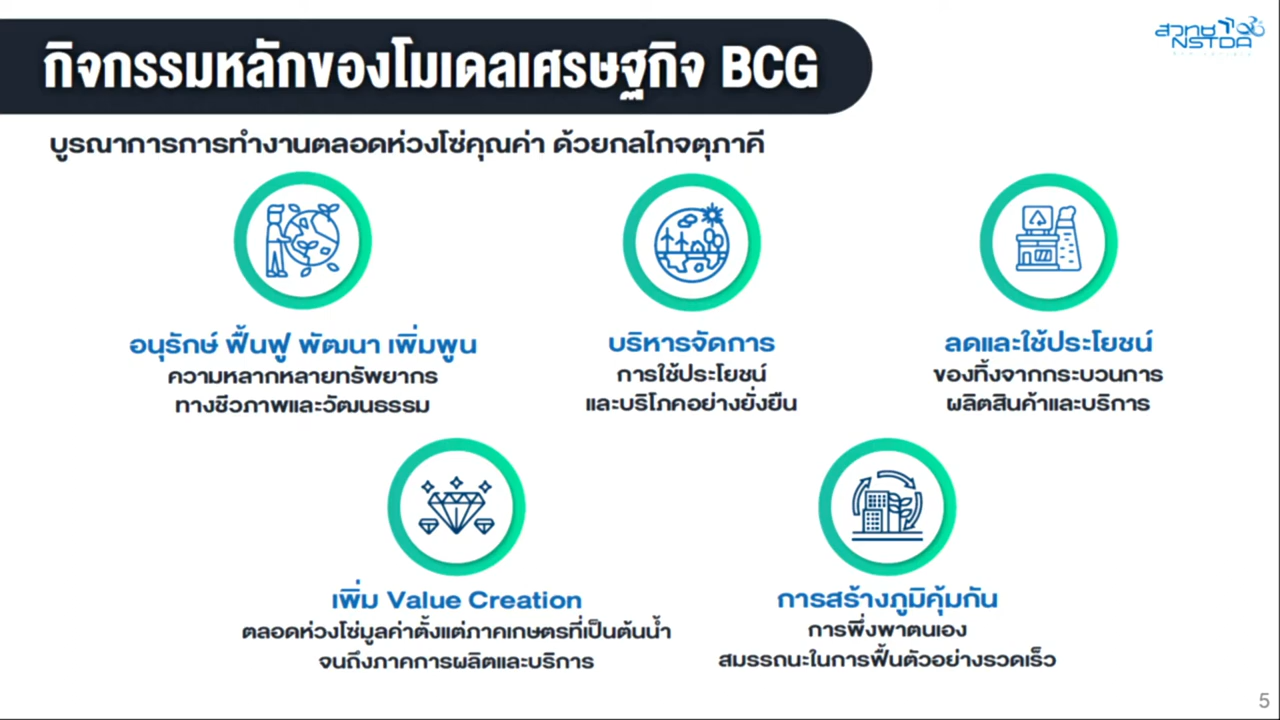 กิจกรรมหลักของโมเดลเศรษฐกิจ BCG
สวทช
NSTDA
บูรณาการการทำงานตลอดห่วงโซ่คุณค่า ด้วยกลไกจตุภาคี
อนุรักษ์ ฟื้นฟู พัฒนา เพิ่มพูน
ความหลากหลายทรัพยากร
ทางชีวภาพและวัฒนธรรม
บริหารจัดการ
การใช้ประโยชน์
และบริโภคอย่างยั่งยืน
ลดและใช้ประโยชน์
ของทิ้งจากกระบวนการ
ผลิตสินค้าและบริการ
เพิ่ม Value Creation
ตลอดห่วงโซ่มูลค่าตั้งแต่ภาคเกษตรที่เป็นต้นน้ำ
จนถึงภาคการผลิตและบริการ
การสร้างภูมิคุ้มกัน
การพึ่งพาตนเอง
สมรรถนะในการฟื้นตัวอย่างรวดเร็ว
5